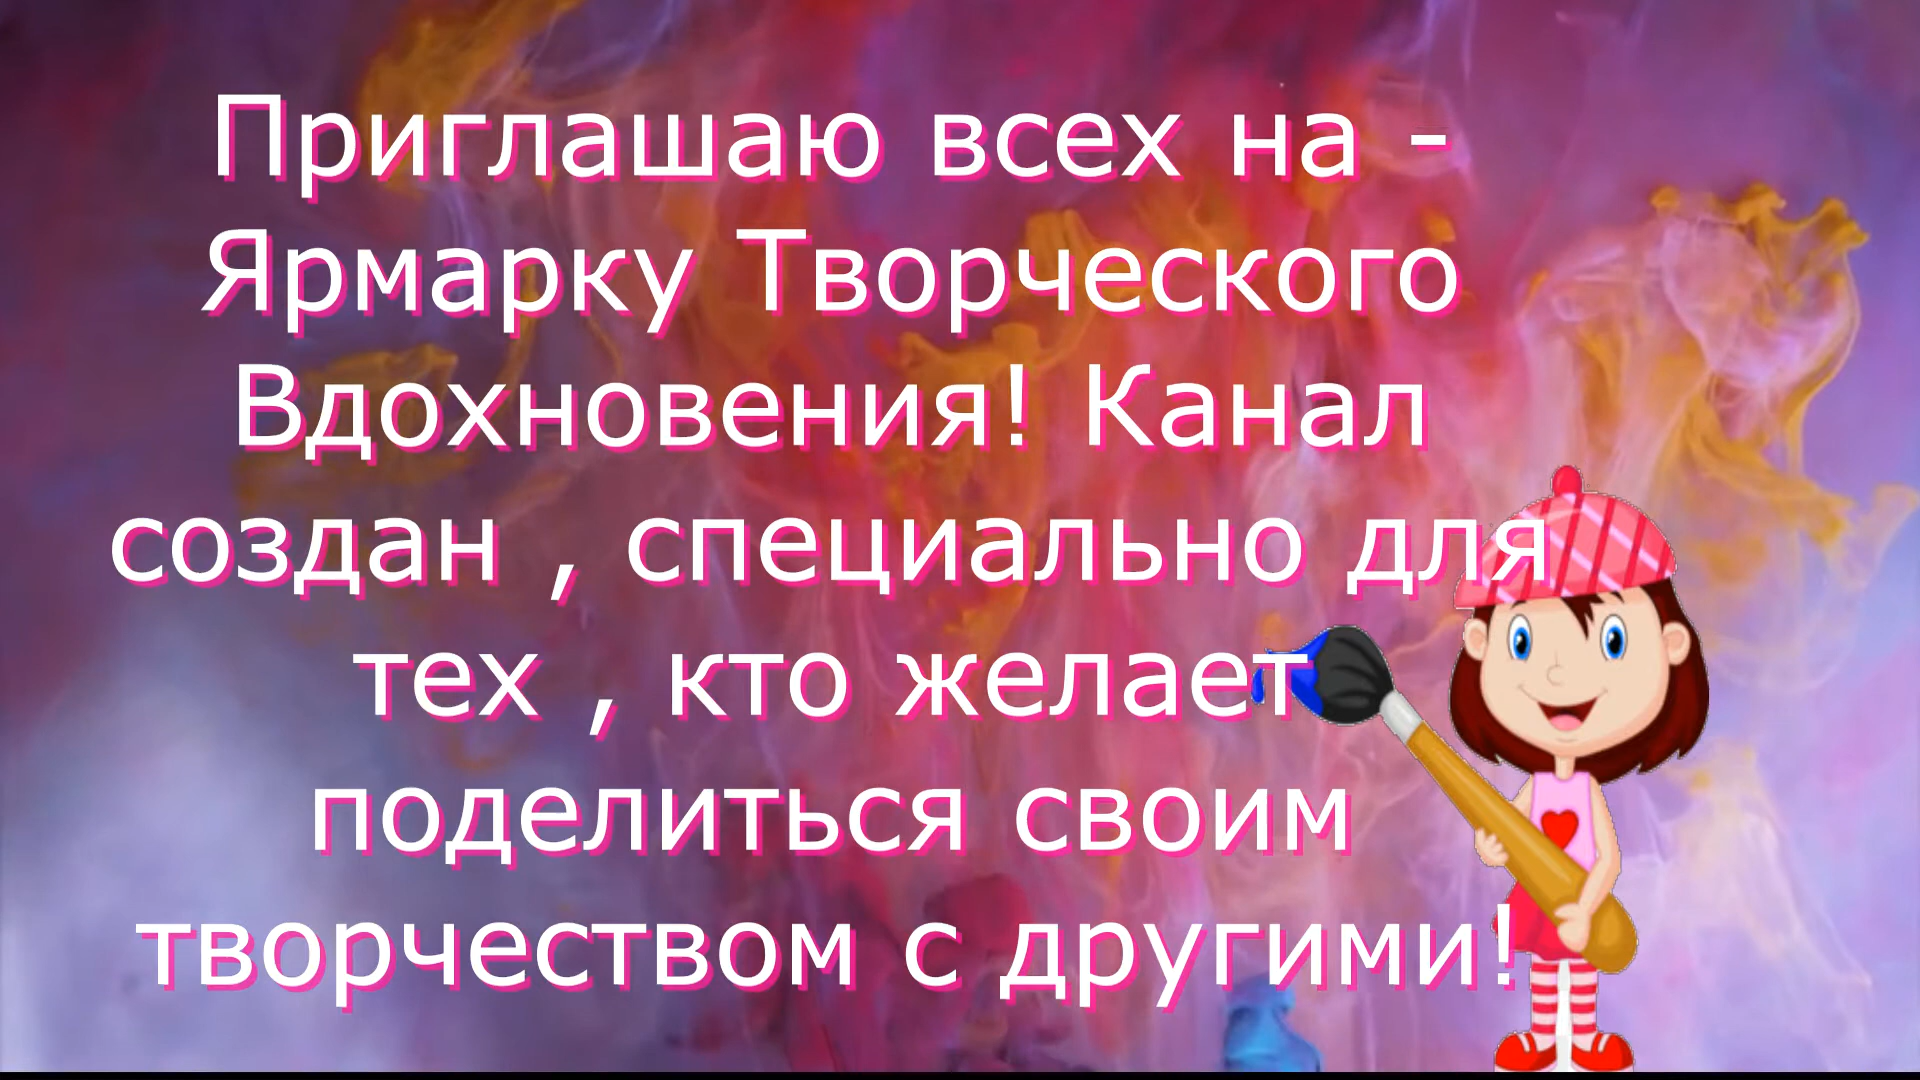 Приглашаю всех на -
Ярмарку Творческого
Вдохновения! Канал
создан , специально для
тех , кто желает
поделиться своим
творчеством с другими!